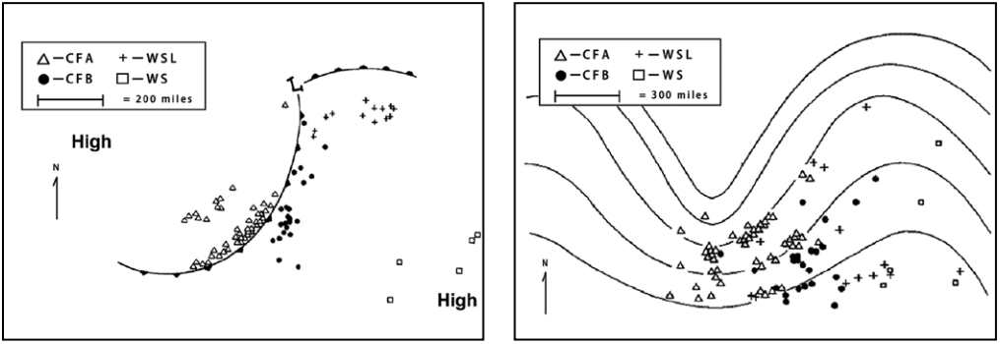 △—CFA +—WSL
●—CFB □—WS
= 200 miles
High
N
High
△—CFA +—WSL
●—CFB □—WS
= 300 miles
N